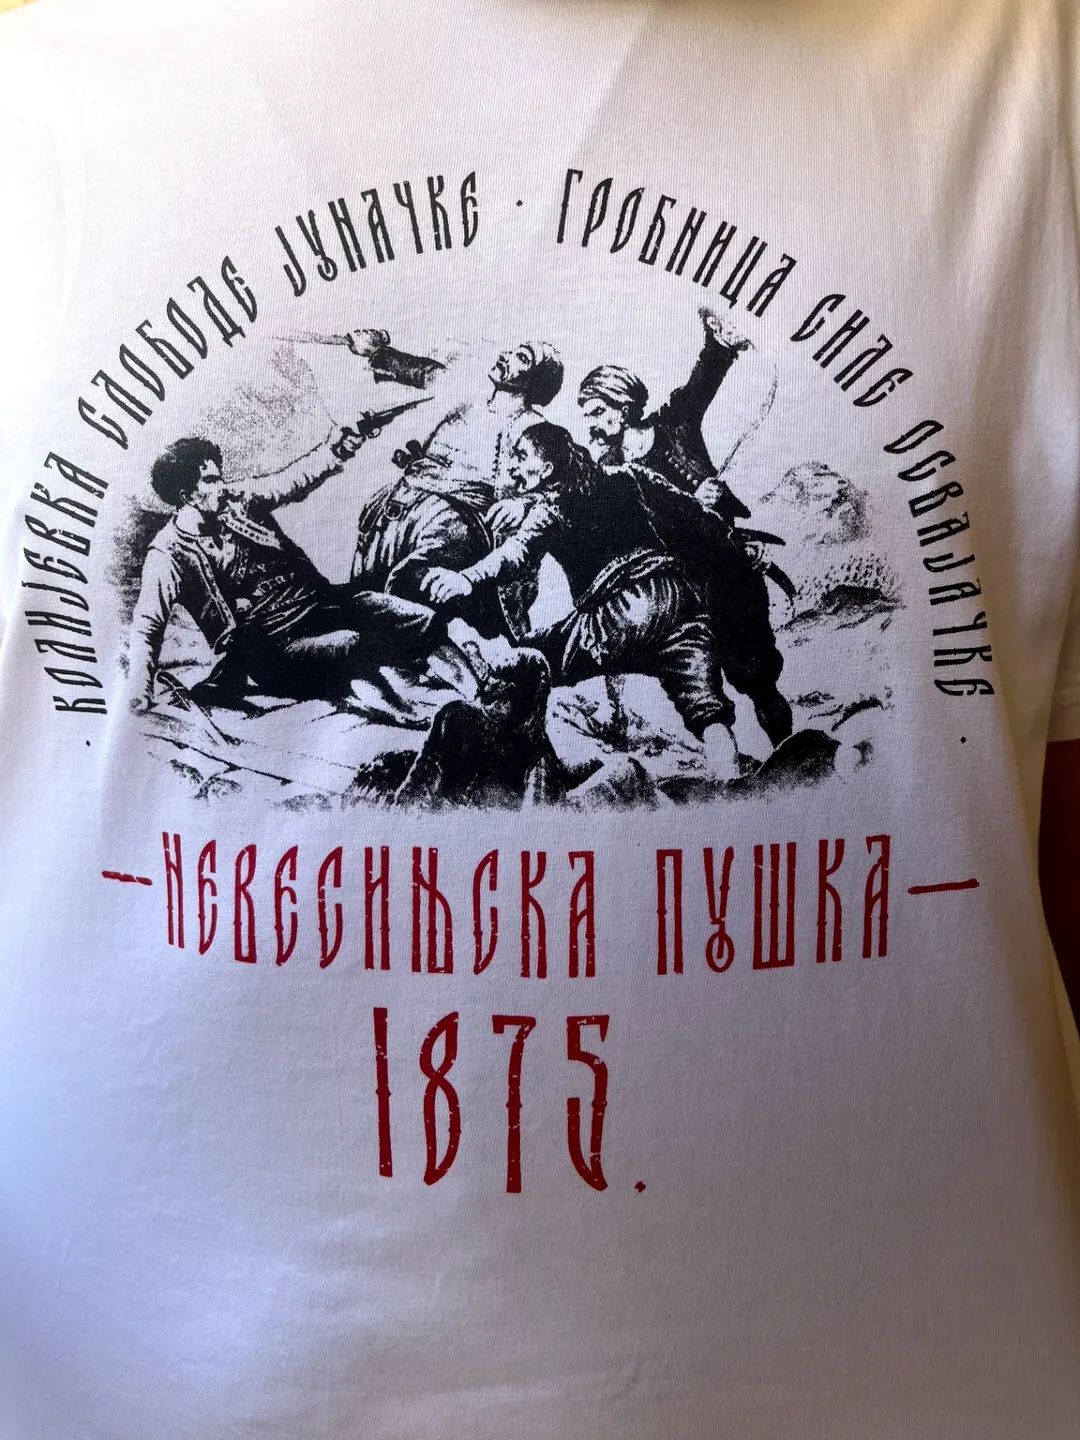 · КОЛИЈЕВКА СЛОБОДЕ ЈУНАЧКЕ · ГРОБНИЦА СИЛЕ ОСВАЈАЧКЕ ·
— НЕВЕСИЊСКА ПУШКА —
1875.